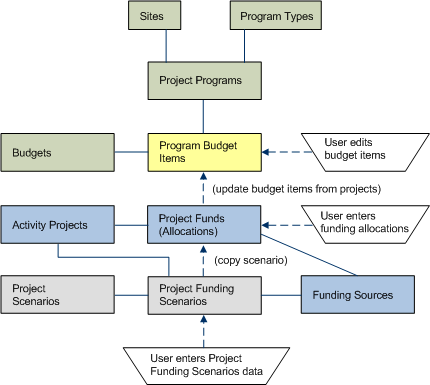 Sites
Program Types
Project Programs
Budgets
Program Budget
Items
User edits
budget items
(update budget items from projects)
Activity Projects
Project Funds
(Allocations)
User enters
funding allocations
(copy scenario)
Project
Scenarios
Project Funding
Scenarios
Funding Sources
User enters Project
Funding Scenarios data